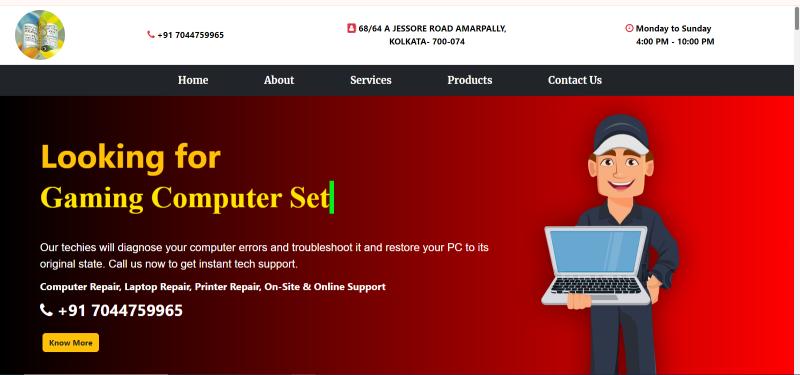 +91 7044759965
68/64 A JESSORE ROAD AMARPALLY,
KOLKATA- 700-074
Monday to Sunday
4:00 PM - 10:00 PM
Home
About
Services
Products
Contact Us
Looking for
Gaming Computer Set
Our techies will diagnose your computer errors and troubleshoot it and restore your PC to its
original state. Call us now to get instant tech support.
Computer Repair, Laptop Repair, Printer Repair, On-Site & Online Support
+91 7044759965
Know More